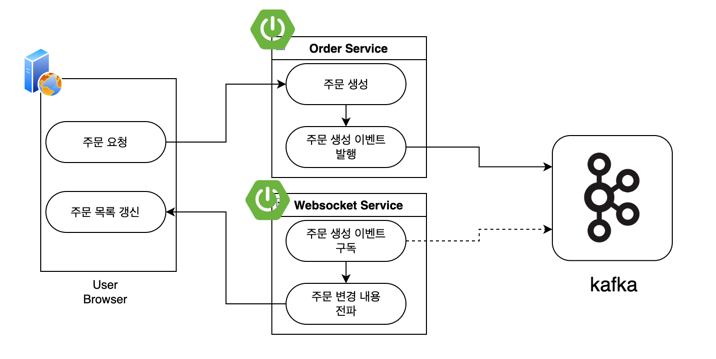 Order Service
주문 생성
주문 생성 이벤트
발행
주문 요청
주문 목록 갱신
User
Browser
Websocket Service
주문 생성 이벤트
구독
주문 변경 내용
전파
kafka